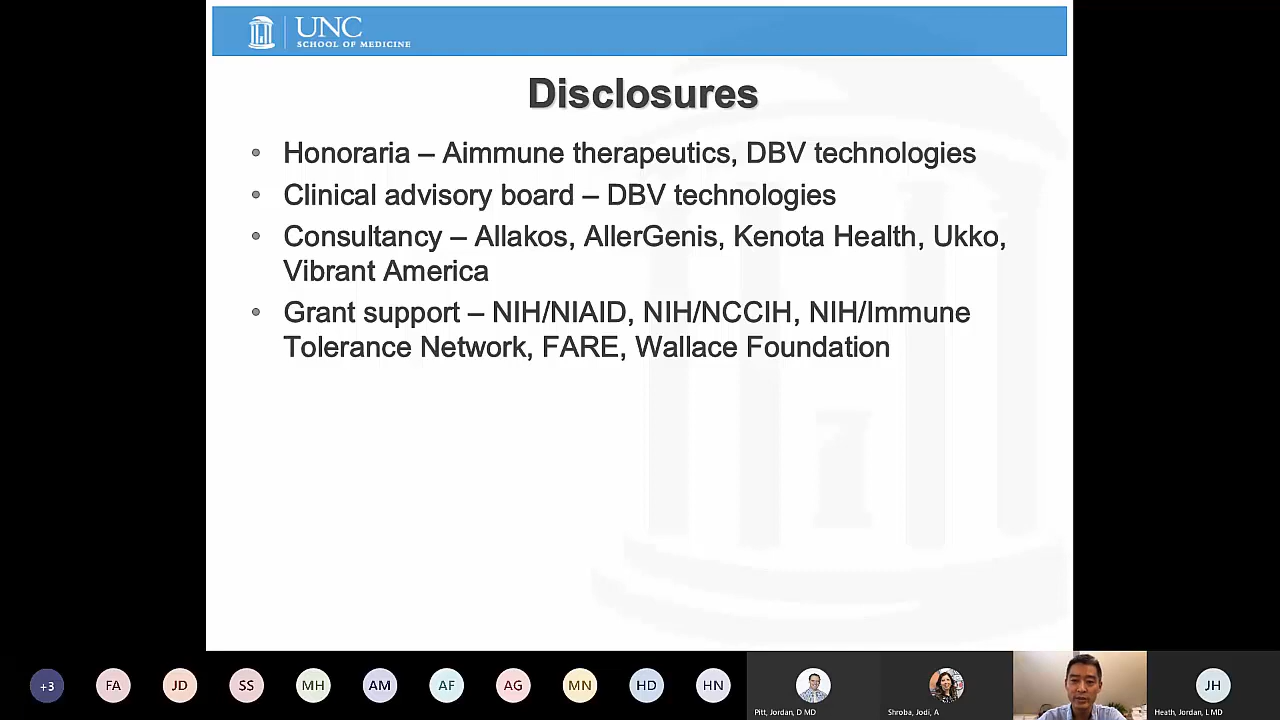 UNC
SCHOOL OF MEDICINE
Disclosures
• Honoraria – Aimmune therapeutics, DBV technologies
• Clinical advisory board – DBV technologies
• Consultancy – Allakos, AllerGenis, Kenota Health, Ukko,
Vibrant America
• Grant support – NIH/NIAID, NIH/NCCIH, NIH/Immune
Tolerance Network, FARE, Wallace Foundation
+3 FA JD SS MH AM AF AG MN HD HN JH
Pitt, Jordan, D MD Shroba, Jodi, A Heath, Jordan, L MD